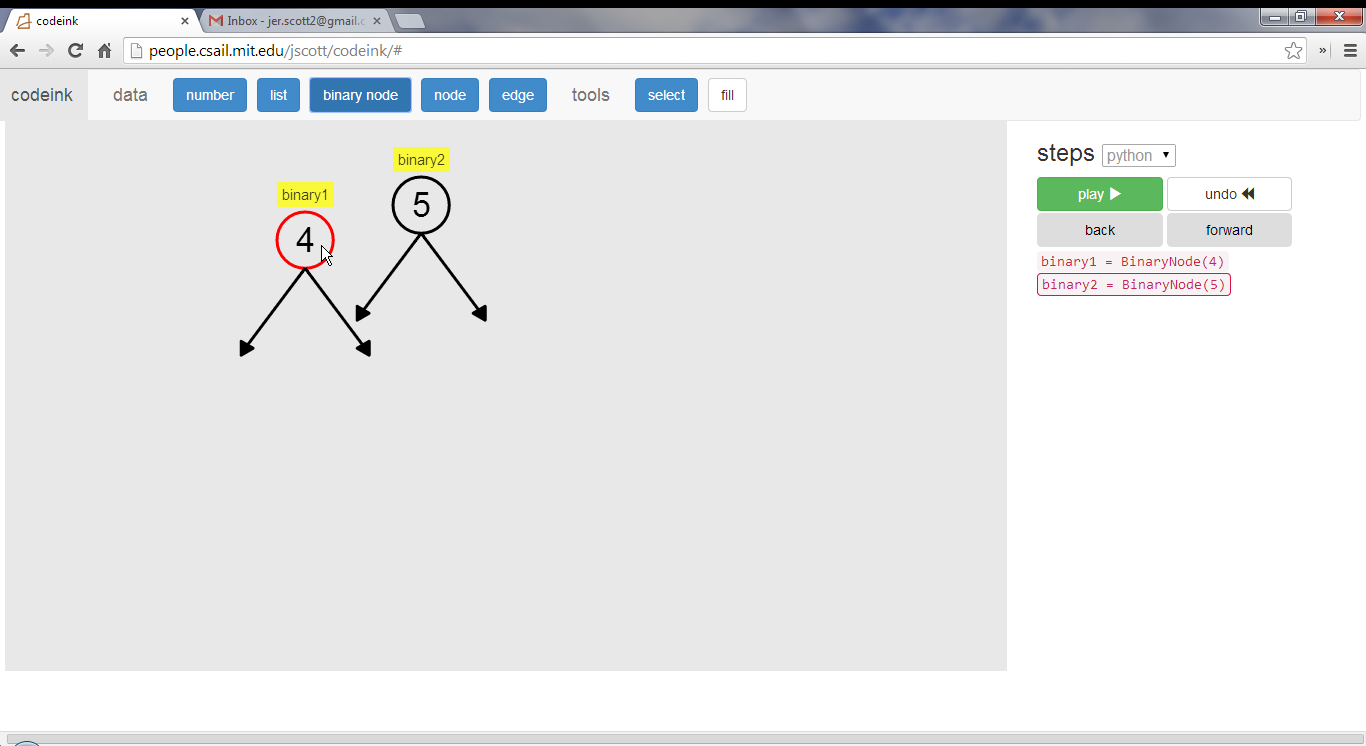 codeink
Inbox - jer.scott2@gmail.c
people.csail.mit.edu/jscott/codeink/#
codeink data number list binary node node edge tools select fill
binary1
4
binary2
5
steps python
play undo
back forward
binary1 = BinaryNode(4)
binary2 = BinaryNode(5)